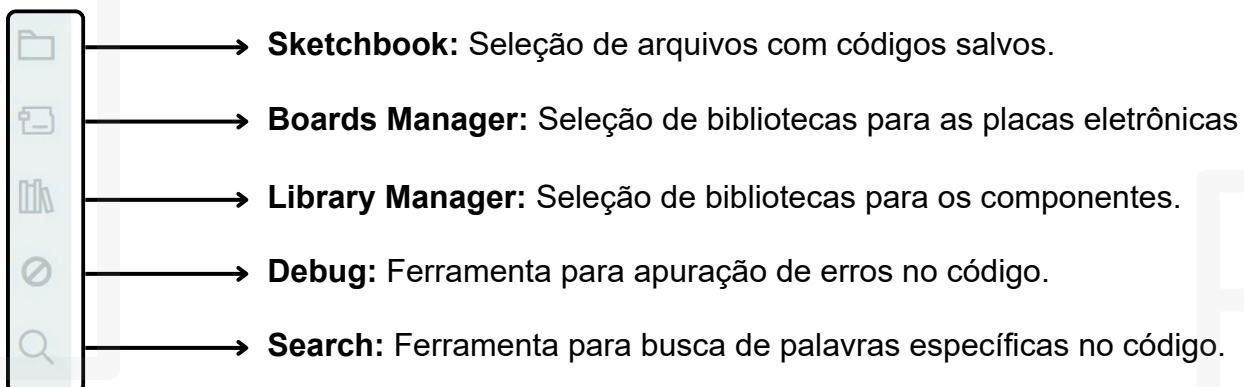 Sketchbook: Seleção de arquivos com códigos salvos.
Boards Manager: Seleção de bibliotecas para as placas eletrônicas
Library Manager: Seleção de bibliotecas para os componentes.
Debug: Ferramenta para apuração de erros no código.
Search: Ferramenta para busca de palavras específicas no código.